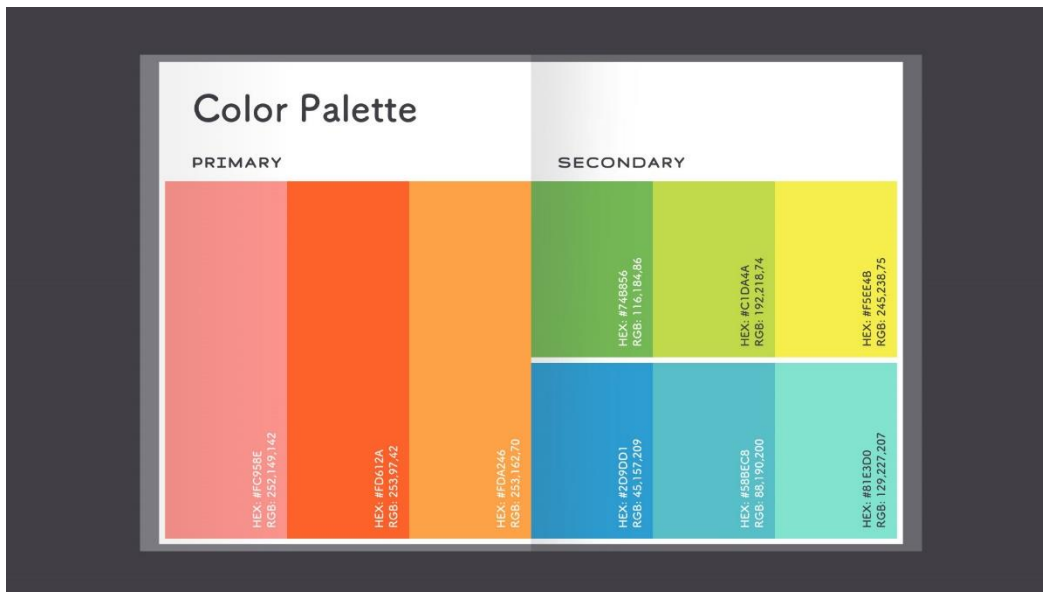 Color Palette
PRIMARY
SECONDARY
HEX: #FC958E
RGB: 252,149,142
HEX: #FD612A
RGB: 253,97,42
HEX: #FDA246
RGB: 253,162,70
HEX: #74B856
RGB: 116,184,86
HEX: #C1DA4A
RGB: 192,218,74
HEX: #F5EE4B
RGB: 245,238,75
HEX: #2D9DD1
RGB: 45,157,209
HEX: #58BEC8
RGB: 88,190,200
HEX: #81E3D0
RGB: 129,227,207